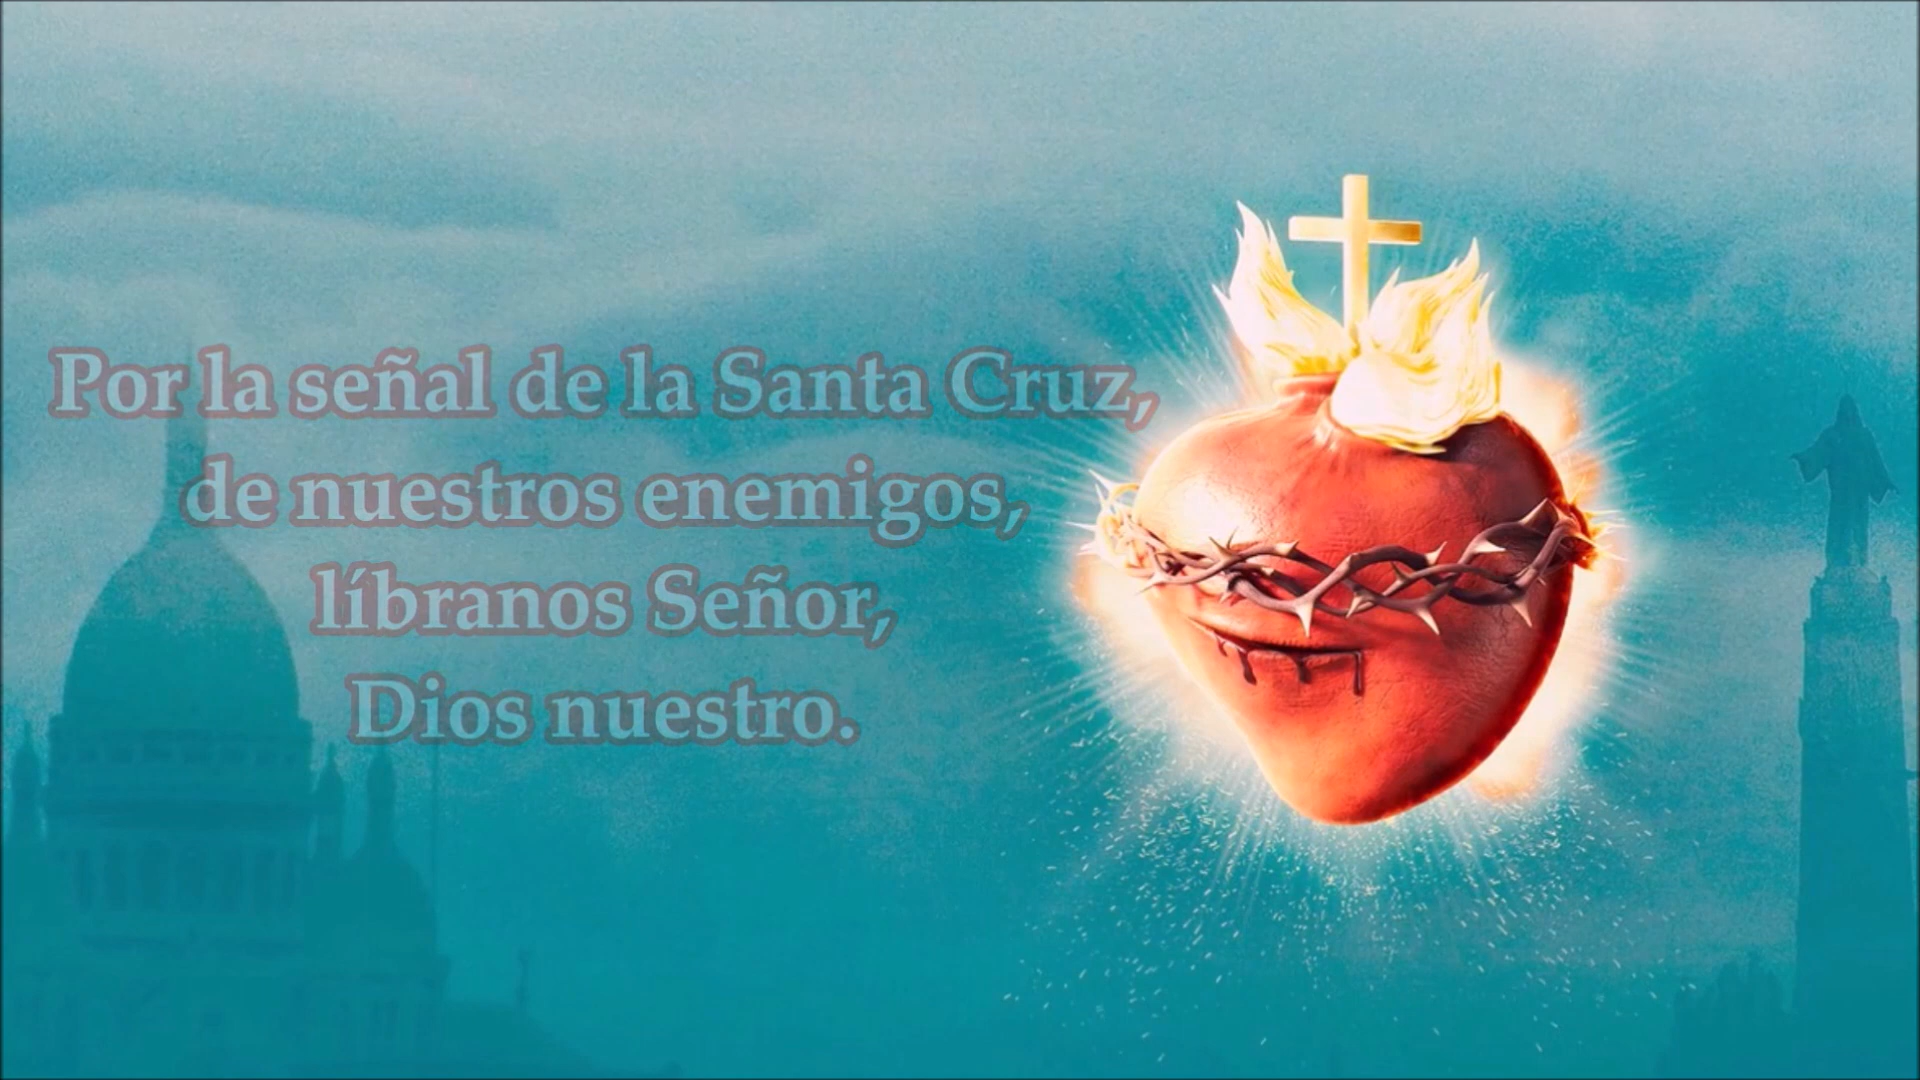 Por la señal de la Santa Cruz,
de nuestros enemigos,
líbranos Señor,
Dios nuestro.